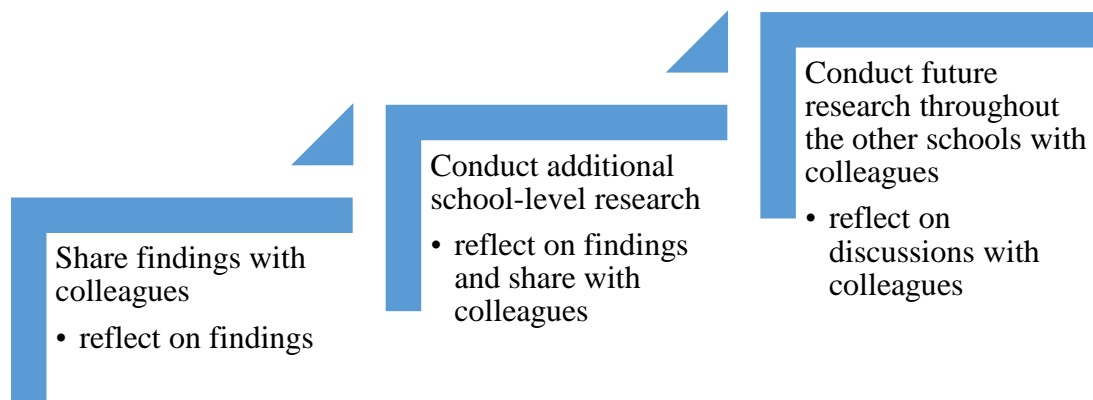 Share findings with
colleagues
• reflect on findings
Conduct additional
school-level research
• reflect on findings
and share with
colleagues
Conduct future
research throughout
the other schools with
colleagues
• reflect on
discussions with
colleagues